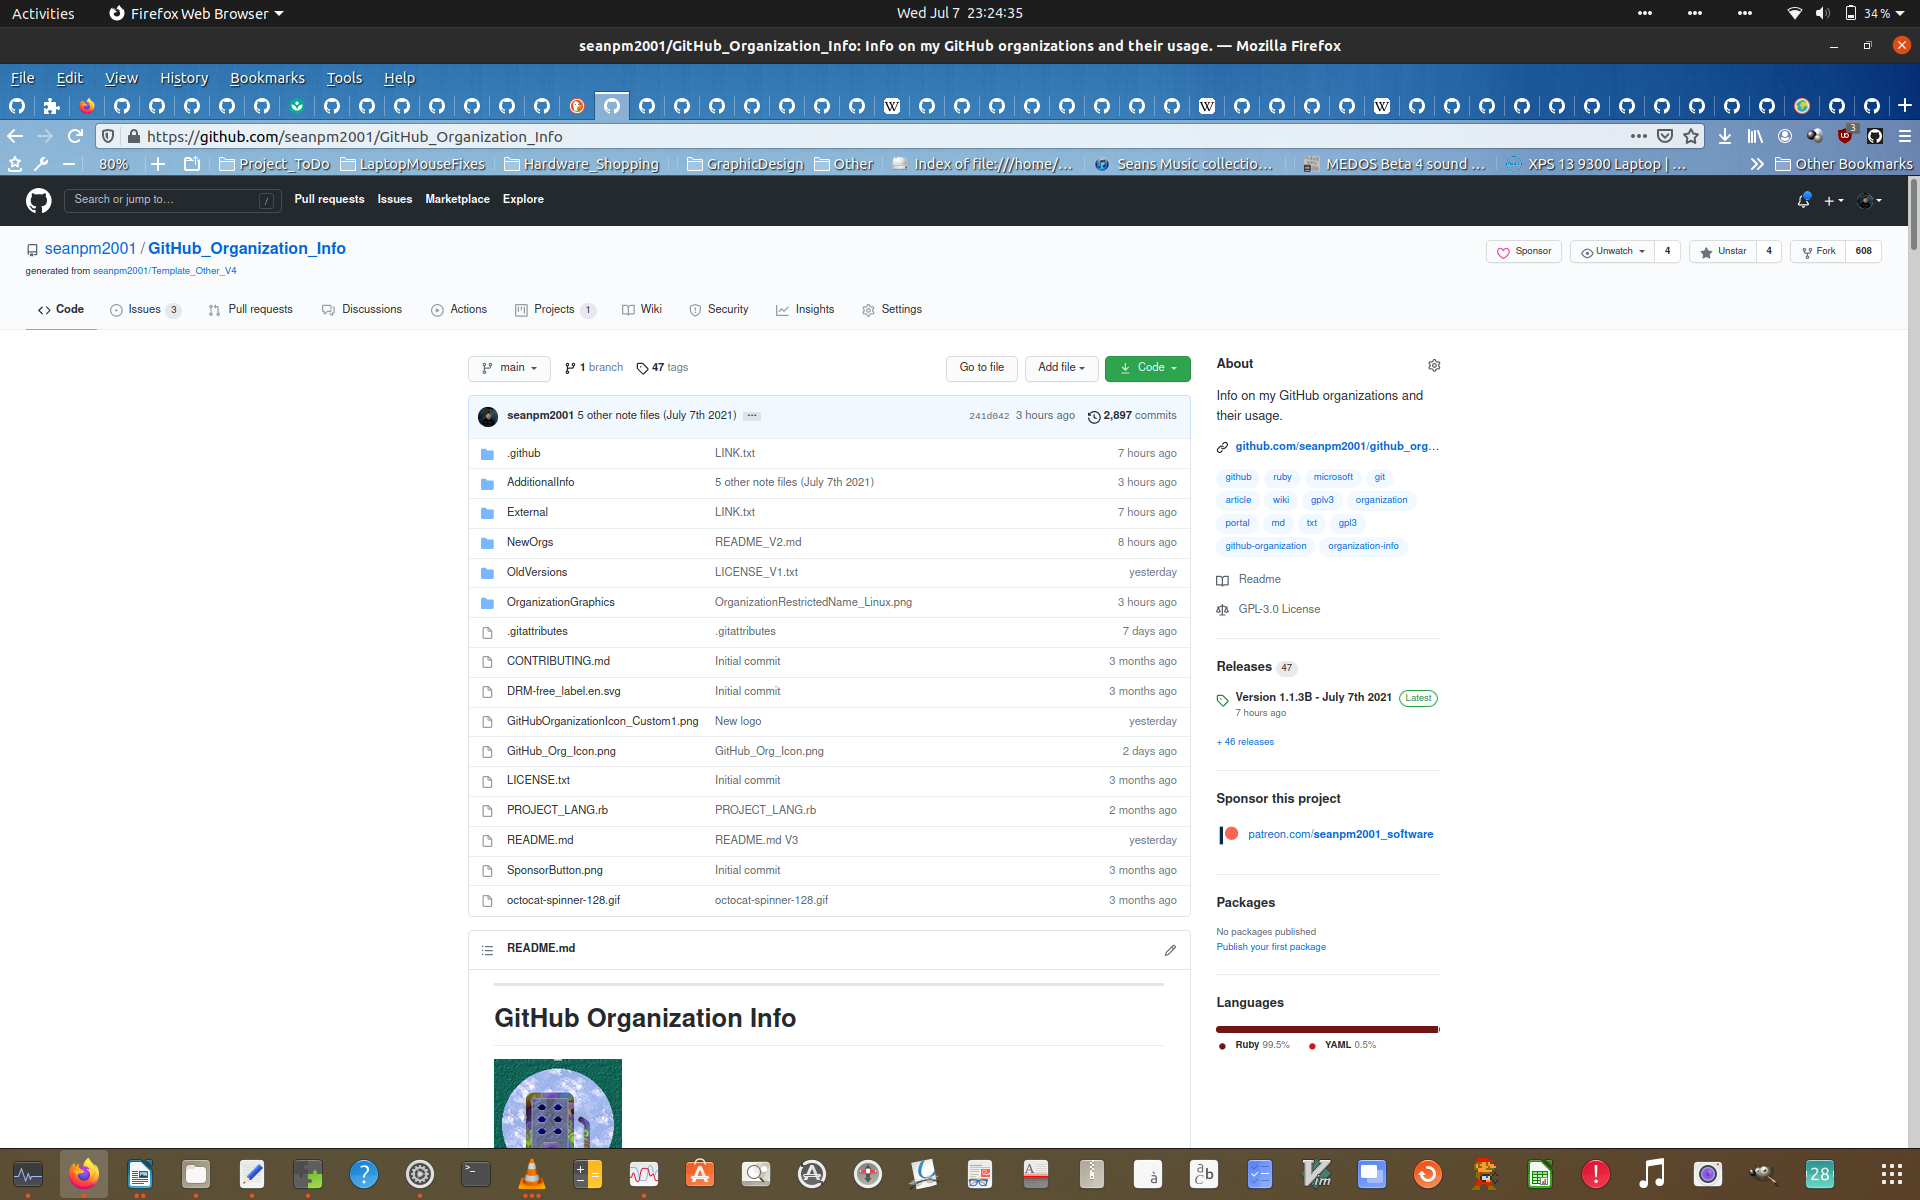 Activities
Firefox Web Browser
Wed Jul 7 23:24:35
34 %
seanpm2001/GitHub_Organization_Info: Info on my GitHub organizations and their usage. — Mozilla Firefox
File Edit View History Bookmarks Tools Help
https://github.com/seanpm2001/GitHub_Organization_Info
3
80%
Project_ToDo
LaptopMouseFixes
Hardware_Shopping
GraphicDesign
Other
Index of file:///home/...
Seans Music collectio...
MEDOS Beta 4 sound ...
XPS 13 9300 Laptop | ...
Other Bookmarks
Search or jump to...
/
Pull requests
Issues
Marketplace
Explore
seanpm2001 / GitHub_Organization_Info
Sponsor
Unwatch
4
Unstar
4
Fork
608
generated from seanpm2001/Template_Other_V4
Code
Issues 3
Pull requests
Discussions
Actions
Projects 1
Wiki
Security
Insights
Settings
main
1 branch
47 tags
Go to file
Add file
Code
seanpm2001 5 other note files (July 7th 2021) ...
241d042 3 hours ago
2,897 commits
.github LINK.txt 7 hours ago
AdditionalInfo 5 other note files (July 7th 2021) 3 hours ago
External LINK.txt 7 hours ago
NewOrgs README_V2.md 8 hours ago
OldVersions LICENSE_V1.txt yesterday
OrganizationGraphics OrganizationRestrictedName_Linux.png 3 hours ago
.gitattributes .gitattributes 7 days ago
CONTRIBUTING.md Initial commit 3 months ago
DRM-free_label.en.svg Initial commit 3 months ago
GitHubOrganizationIcon_Custom1.png New logo yesterday
GitHub_Org_Icon.png GitHub_Org_Icon.png 2 days ago
LICENSE.txt Initial commit 3 months ago
PROJECT_LANG.rb PROJECT_LANG.rb 2 months ago
README.md README.md V3 yesterday
SponsorButton.png Initial commit 3 months ago
octocat-spinner-128.gif octocat-spinner-128.gif 3 months ago
README.md
GitHub Organization Info
About
Info on my GitHub organizations and
their usage.
github.com/seanpm2001/github_org...
github ruby microsoft git
article wiki gplv3 organization
portal md txt gpl3
github-organization organization-info
Readme
GPL-3.0 License
Releases 47
Version 1.1.3B - July 7th 2021 Latest
7 hours ago
+ 46 releases
Sponsor this project
patreon.com/seanpm2001_software
Packages
No packages published
Publish your first package
Languages
Ruby 99.5%
YAML 0.5%
28